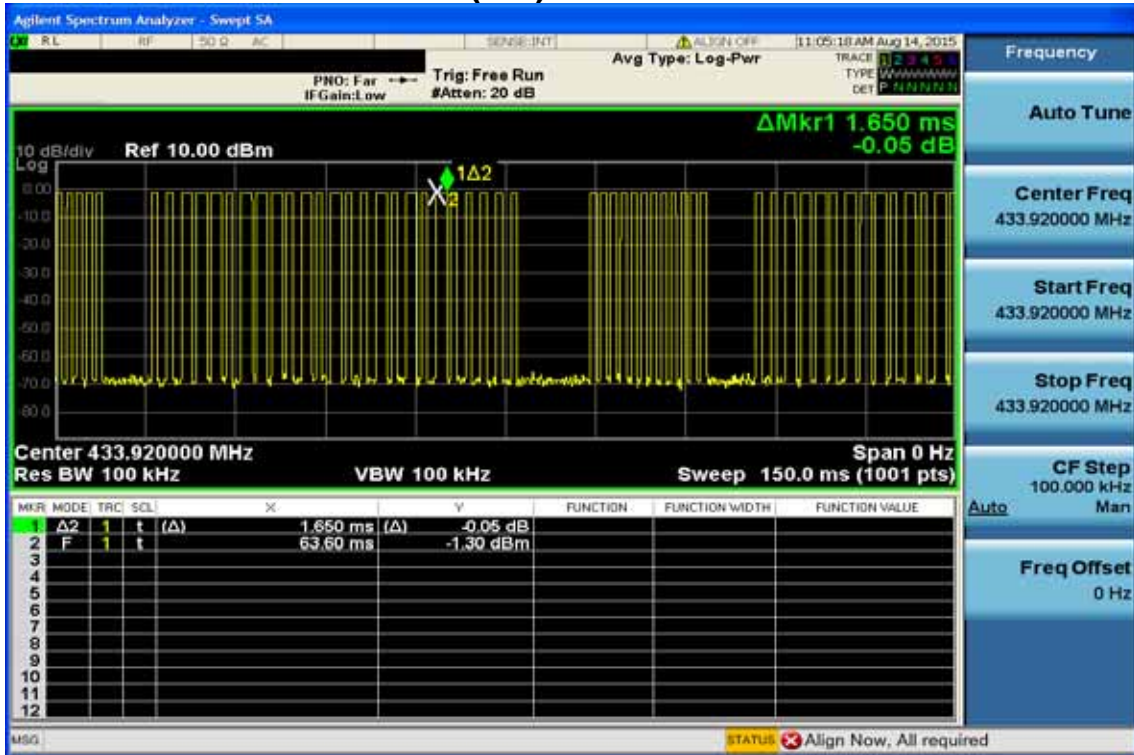 Agilent Spectrum Analyzer - Swept SA
RL RF 50 Ω AC SENSE:INT ALIGN OFF 11:05:18 AM Aug 14, 2015
PNO: Far Trig: Free Run Avg Type: Log-Pwr TRACE 1 2 3 4 5 6
IFGain:Low #Atten: 20 dB TYPE W
DET P N N N N N
ΔMkr1 1.650 ms
-0.05 dB
10 dB/div Ref 10.00 dBm
Log
1Δ2
2
0.00
-10.0
-20.0
-30.0
-40.0
-50.0
-60.0
-70.0
-80.0
Center 433.920000 MHz Span 0 Hz
Res BW 100 kHz VBW 100 kHz Sweep 150.0 ms (1001 pts)
MKR MODE TRC SCL X Y FUNCTION FUNCTION WIDTH FUNCTION VALUE
1 Δ2 1 t (Δ) 1.650 ms (Δ) -0.05 dB
2 F 1 t 63.60 ms -1.30 dBm
3
4
5
6
7
8
9
10
11
12
MSG STATUS Align Now, All required
Frequency
Auto Tune
Center Freq
433.920000 MHz
Start Freq
433.920000 MHz
Stop Freq
433.920000 MHz
CF Step
100.000 kHz
Auto Man
Freq Offset
0 Hz